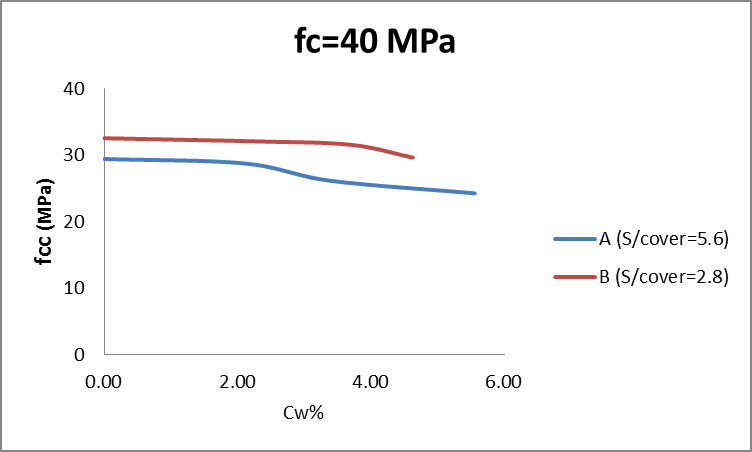 fc=40 MPa
fcc (MPa)
40
30
20
10
0
0.00 2.00 4.00 6.00
Cw%
A (S/cover=5.6)
B (S/cover=2.8)